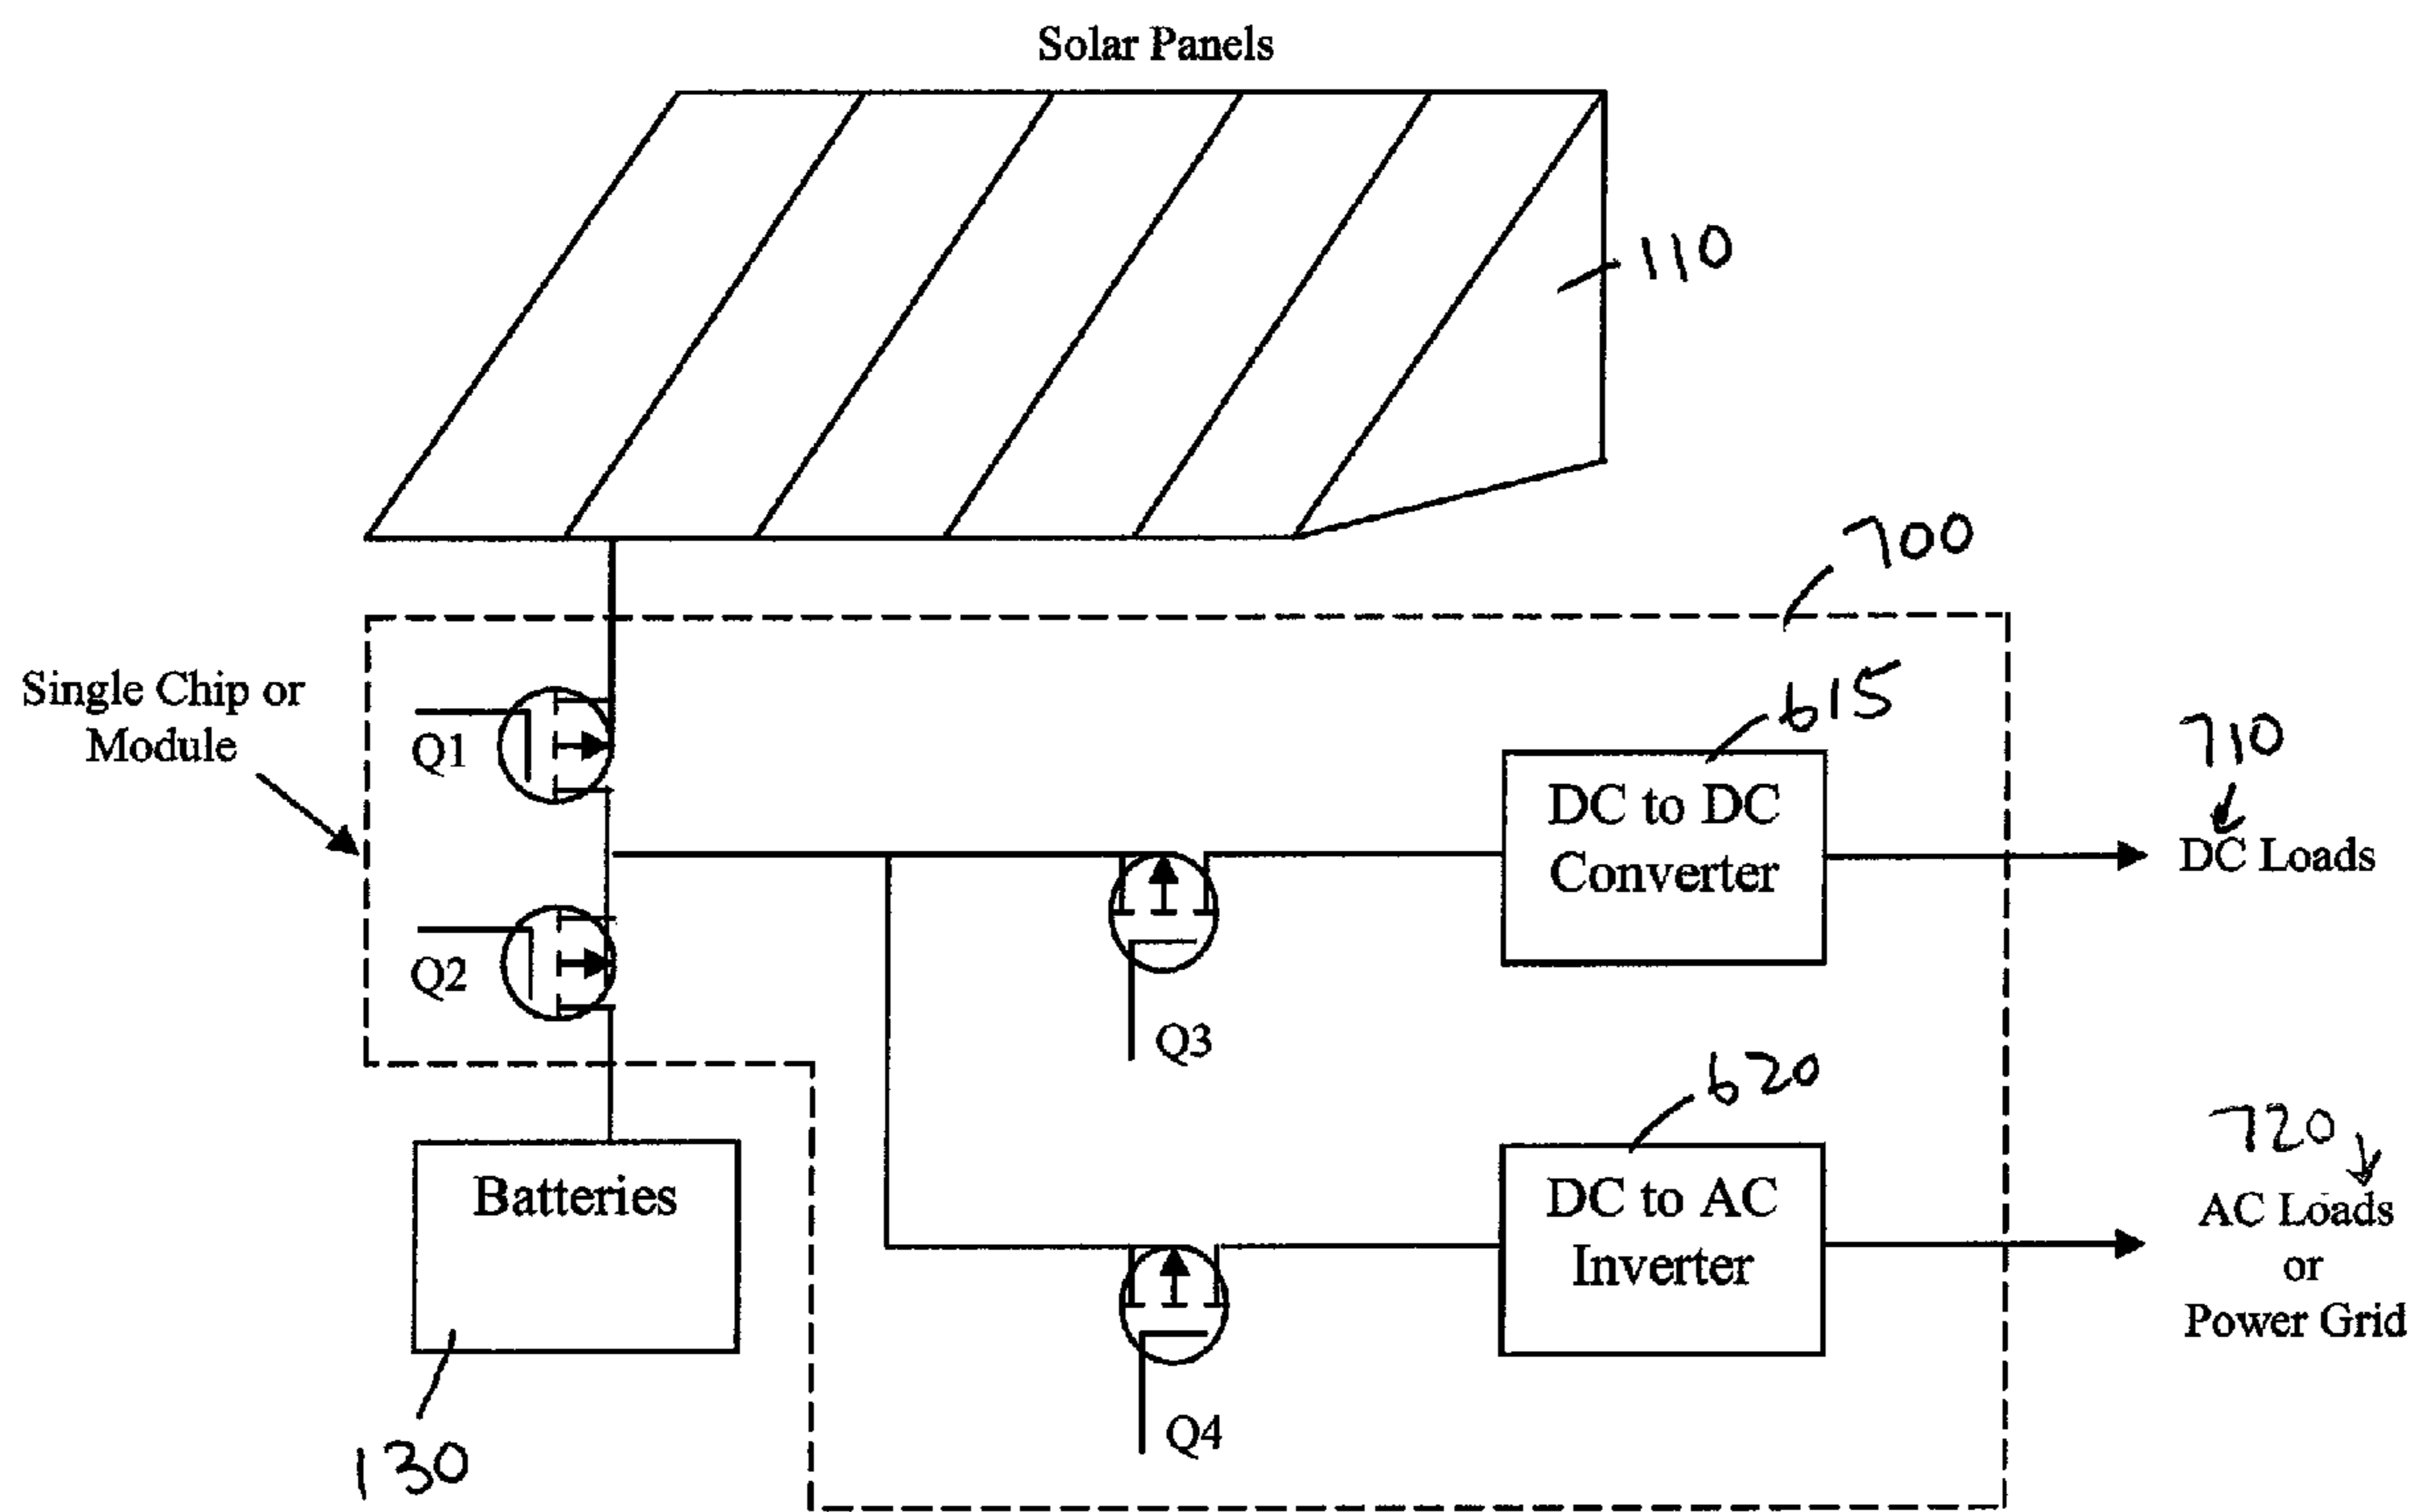 Solar Panels
110
700
Single Chip or
Module
615
Q1
710
DC to DC
Converter
DC Loads
Q2
Q3
620
720
Batteries
DC to AC
Inverter
AC Loads
or
Power Grid
Q4
130